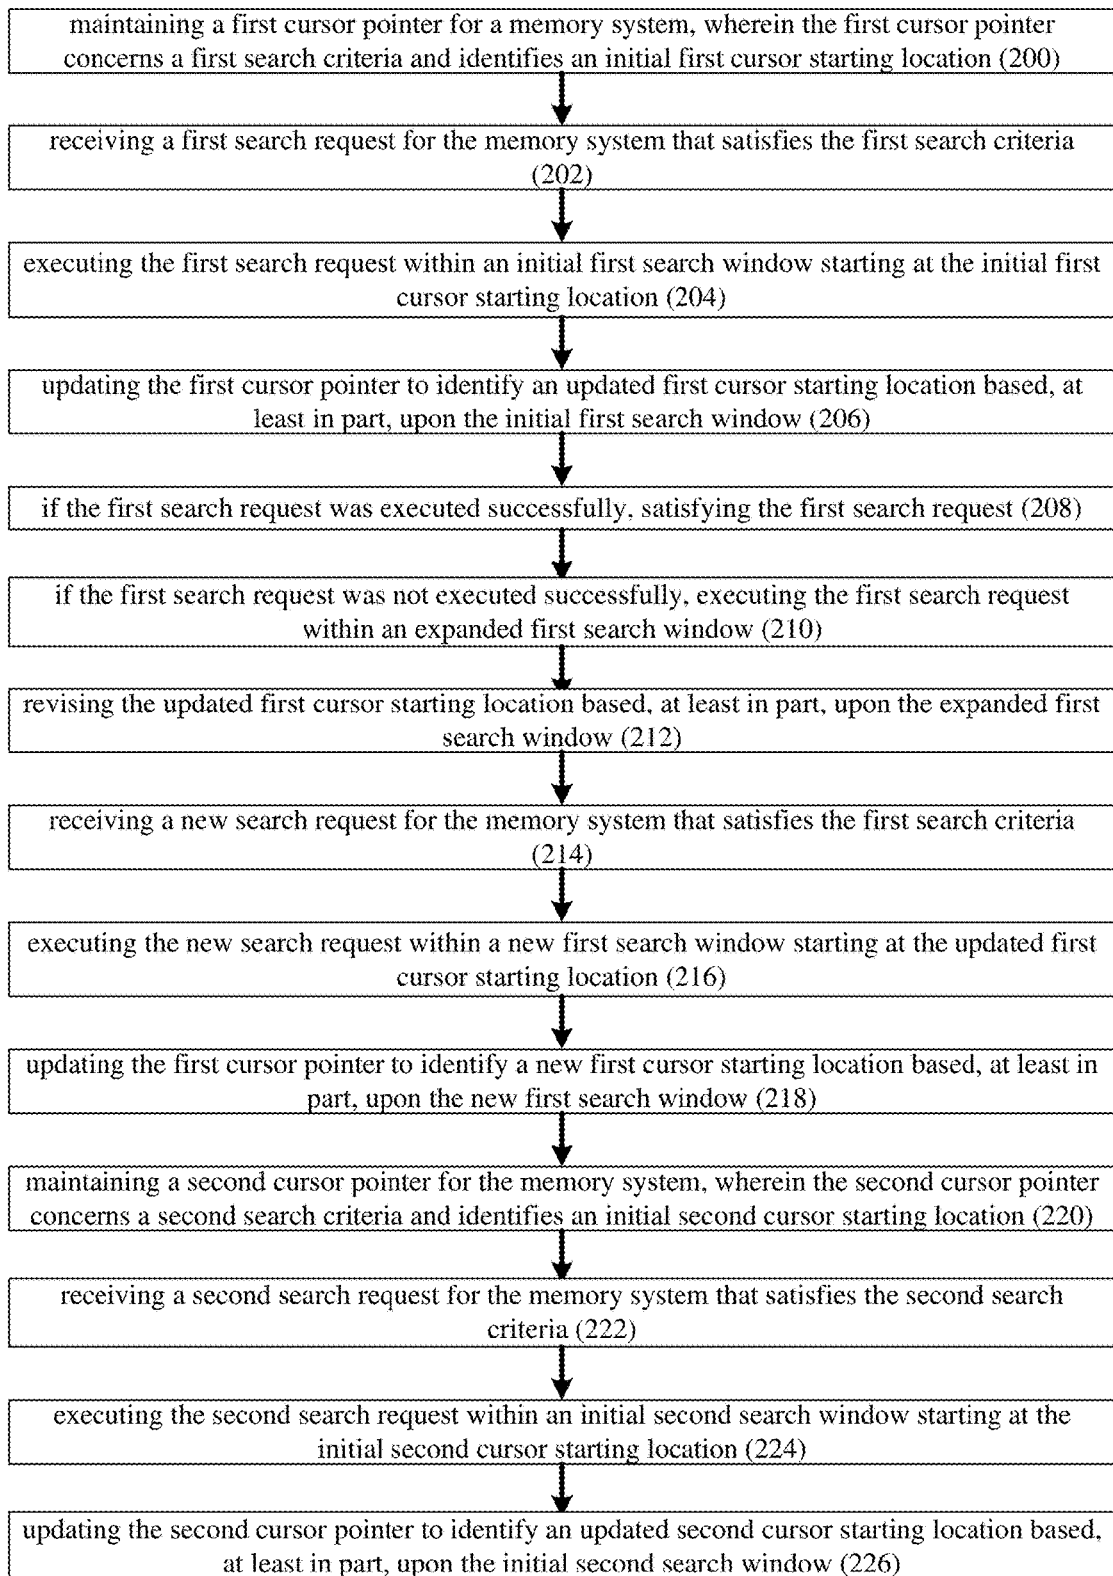 maintaining a first cursor pointer for a memory system, wherein the first cursor pointer
concerns a first search criteria and identifies an initial first cursor starting location (200)
receiving a first search request for the memory system that satisfies the first search criteria
(202)
executing the first search request within an initial first search window starting at the initial first
cursor starting location (204)
updating the first cursor pointer to identify an updated first cursor starting location based, at
least in part, upon the initial first search window (206)
if the first search request was executed successfully, satisfying the first search request (208)
if the first search request was not executed successfully, executing the first search request
within an expanded first search window (210)
revising the updated first cursor starting location based, at least in part, upon the expanded first
search window (212)
receiving a new search request for the memory system that satisfies the first search criteria
(214)
executing the new search request within a new first search window starting at the updated first
cursor starting location (216)
updating the first cursor pointer to identify a new first cursor starting location based, at least in
part, upon the new first search window (218)
maintaining a second cursor pointer for the memory system, wherein the second cursor pointer
concerns a second search criteria and identifies an initial second cursor starting location (220)
receiving a second search request for the memory system that satisfies the second search
criteria (222)
executing the second search request within an initial second search window starting at the
initial second cursor starting location (224)
updating the second cursor pointer to identify an updated second cursor starting location based,
at least in part, upon the initial second search window (226)